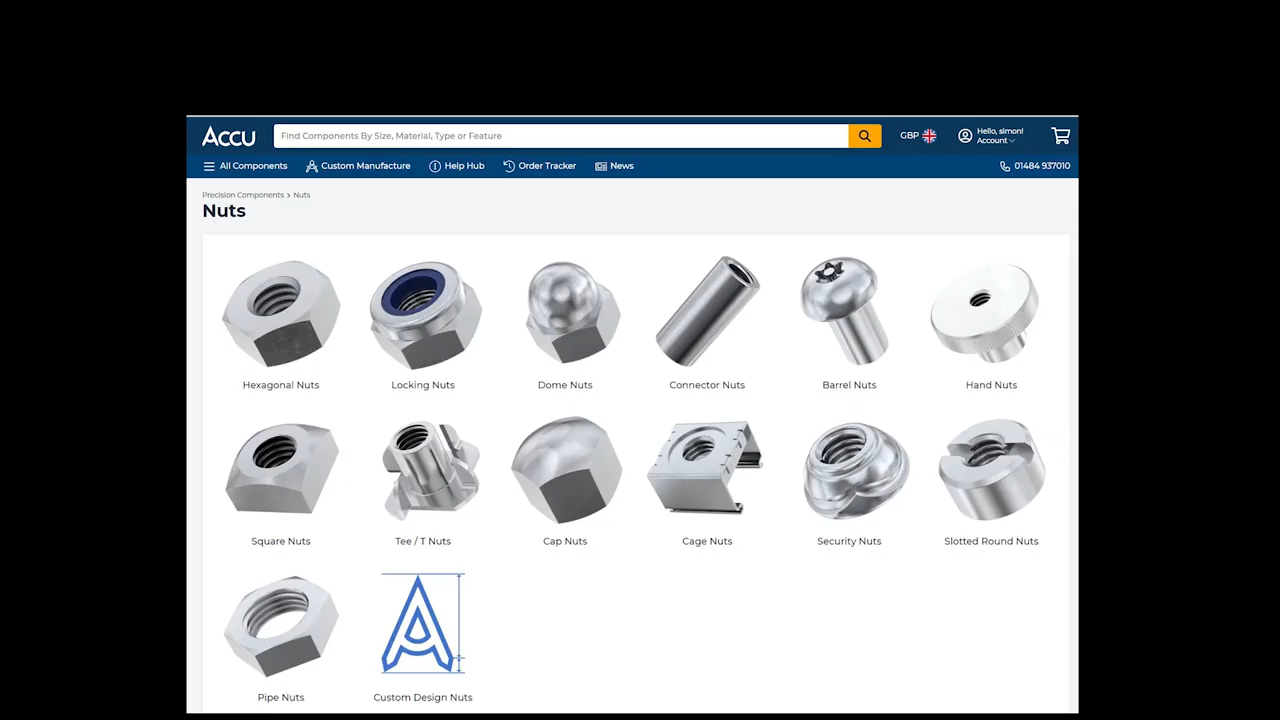 ACCU
Find Components By Size, Material, Type or Feature
GBP
Hello, simon!
Account
All Components
Custom Manufacture
Help Hub
Order Tracker
News
01484 937010
Precision Components > Nuts
Nuts
Hexagonal Nuts
Locking Nuts
Dome Nuts
Connector Nuts
Barrel Nuts
Hand Nuts
Square Nuts
Tee / T Nuts
Cap Nuts
Cage Nuts
Security Nuts
Slotted Round Nuts
Pipe Nuts
Custom Design Nuts